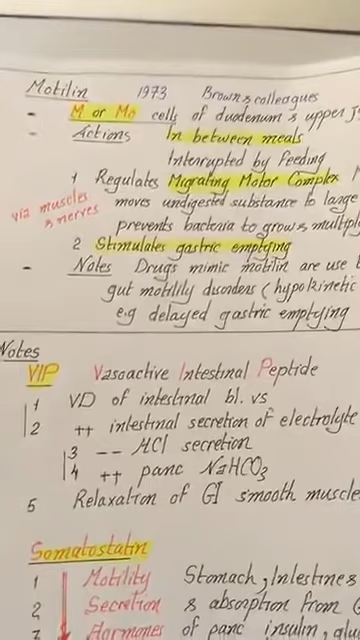 Motilin 1973 Brown & colleagues
- M or Mo cells of duodenum & upper j
- Actions In between meals
Interrupted by feeding
1 Regulates Migrating Motor Complex
via muscles & nerves
moves undigested substance to large
prevents bacteria to grow & multiply
2 Stimulates gastric emptying
- Notes Drugs mimic motilin are use
gut motility disorders (hypokinetic
e.g delayed gastric emptying
Notes
VIP Vasoactive Intestinal Peptide
1 VD of intestinal bl. vs
2 ++ intestinal secretion of electrolyte
3 -- HCl secretion
4 ++ panc NaHCO3
5 Relaxation of GI smooth muscle
Somatostatin
1 Motility Stomach, Intestines
2 Secretion & absorption from G
3 Hormones of panc insulin, glu